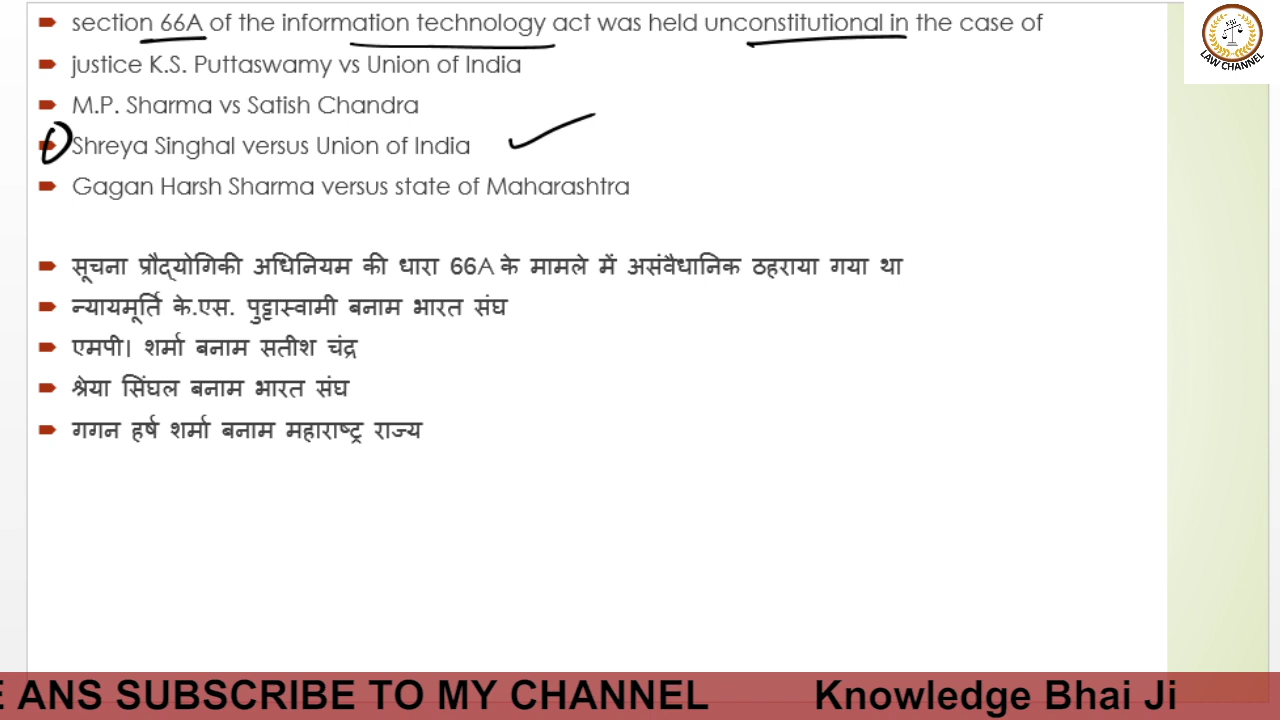 section 66A of the information technology act was held unconstitutional in the case of
justice K.S. Puttaswamy vs Union of India
M.P. Sharma vs Satish Chandra
Shreya Singhal versus Union of India
Gagan Harsh Sharma versus state of Maharashtra
सूचना प्रौद्योगिकी अधिनियम की धारा 66A के मामले में असंवैधानिक ठहराया गया था
न्यायमूर्ति के.एस. पुट्टास्वामी बनाम भारत संघ
एमपी। शर्मा बनाम सतीश चंद्र
श्रेया सिंघल बनाम भारत संघ
गगन हर्ष शर्मा बनाम महाराष्ट्र राज्य
LAW CHANNEL
E ANS SUBSCRIBE TO MY CHANNEL Knowledge Bhai Ji